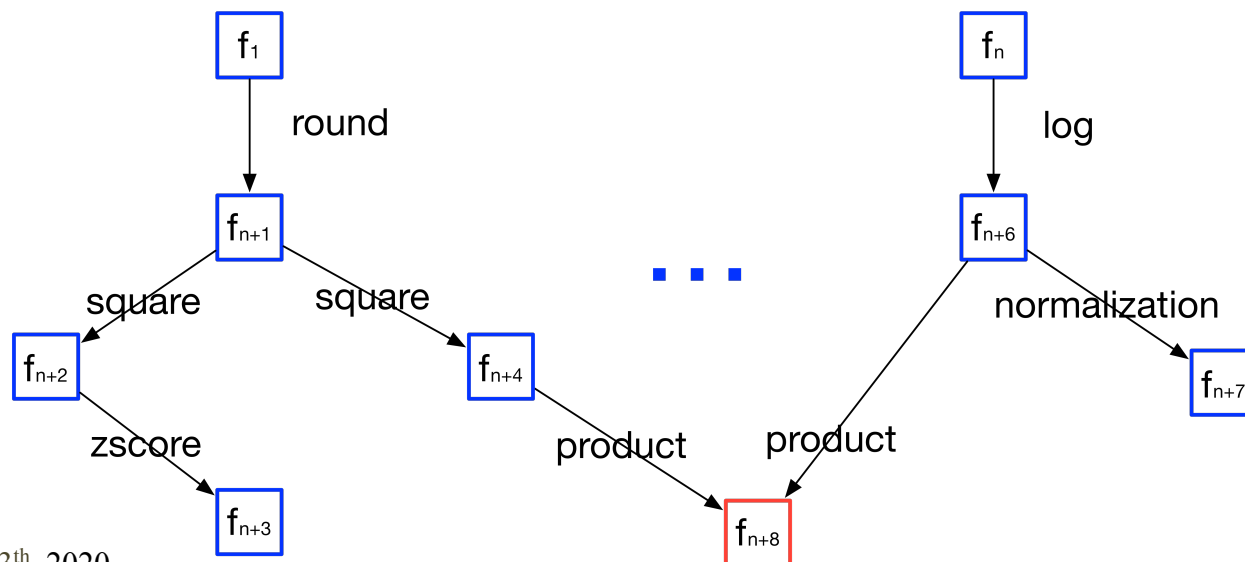 f1
fn
round
log
fn+1
fn+6
square
square
normalization
fn+2
fn+4
fn+7
zscore
product
product
fn+3
fn+8
th, 2020